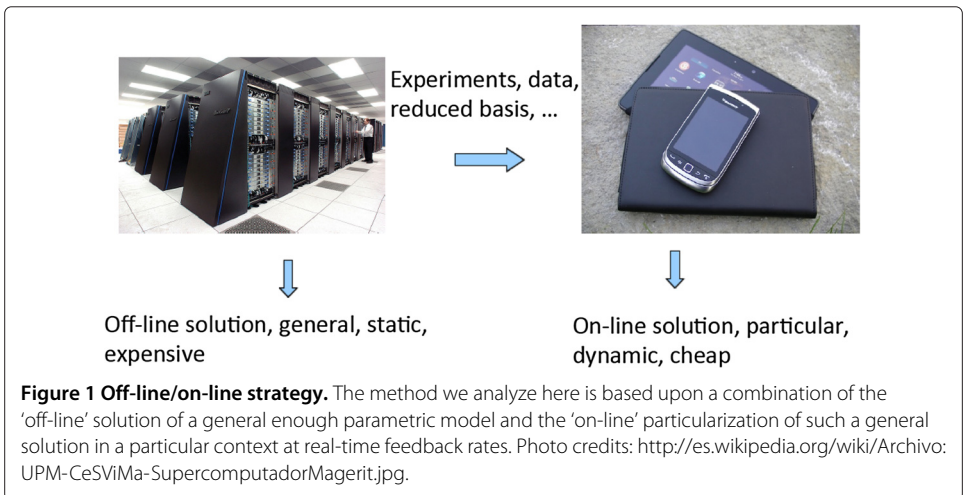 Experiments, data,
reduced basis, ...
Off-line solution, general, static,
expensive
On-line solution, particular,
dynamic, cheap
Figure 1 Off-line/on-line strategy. The method we analyze here is based upon a combination of the
‘off-line’ solution of a general enough parametric model and the ‘on-line’ particularization of such a general
solution in a particular context at real-time feedback rates. Photo credits: http://es.wikipedia.org/wiki/Archivo:
UPM-CeSViMa-SupercomputadorMagerit.jpg.